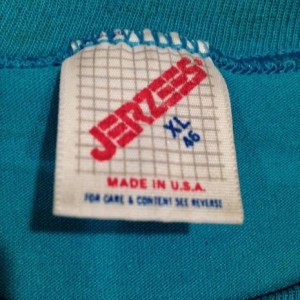 JERZEES
XL
46
MADE IN U.S.A.
FOR CARE & CONTENT SEE REVERSE